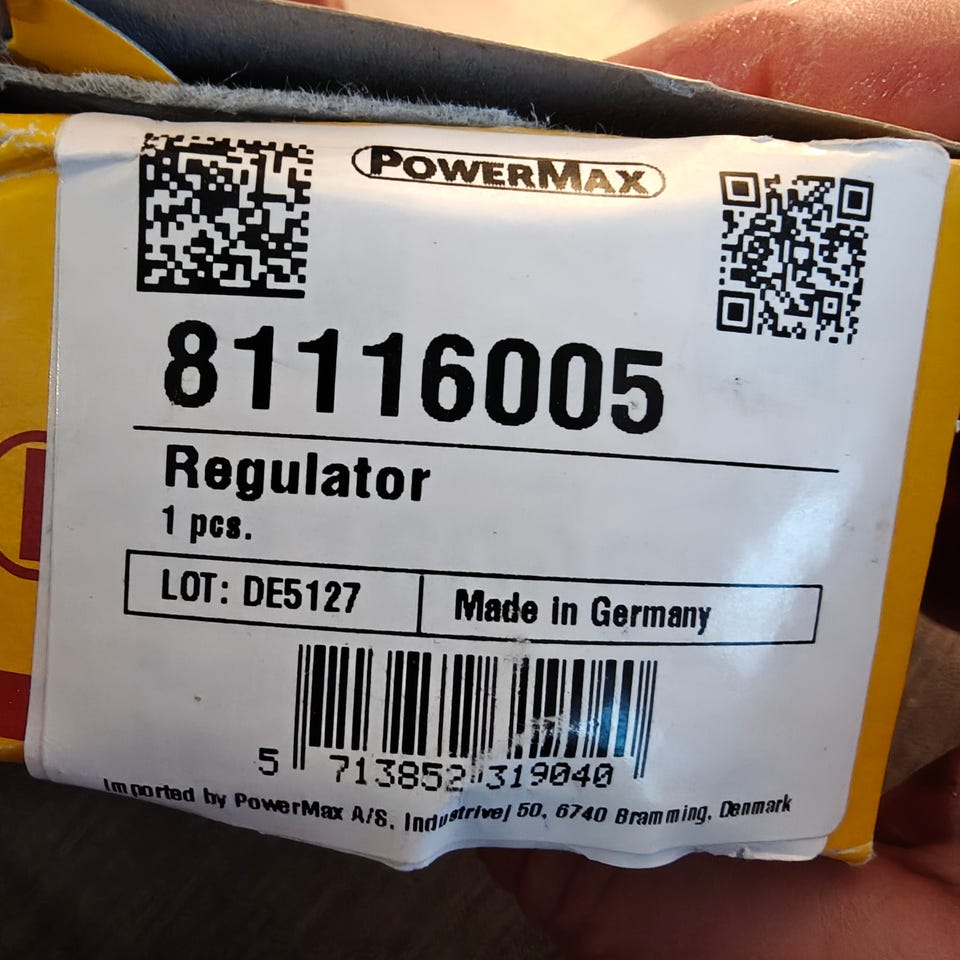 POWERMAX
81116005
Regulator
1 pcs.
LOT: DE5127
Made in Germany
5 713852 319040
Imported by PowerMax A/S, Industrivej 50, 6740 Bramming, Denmark